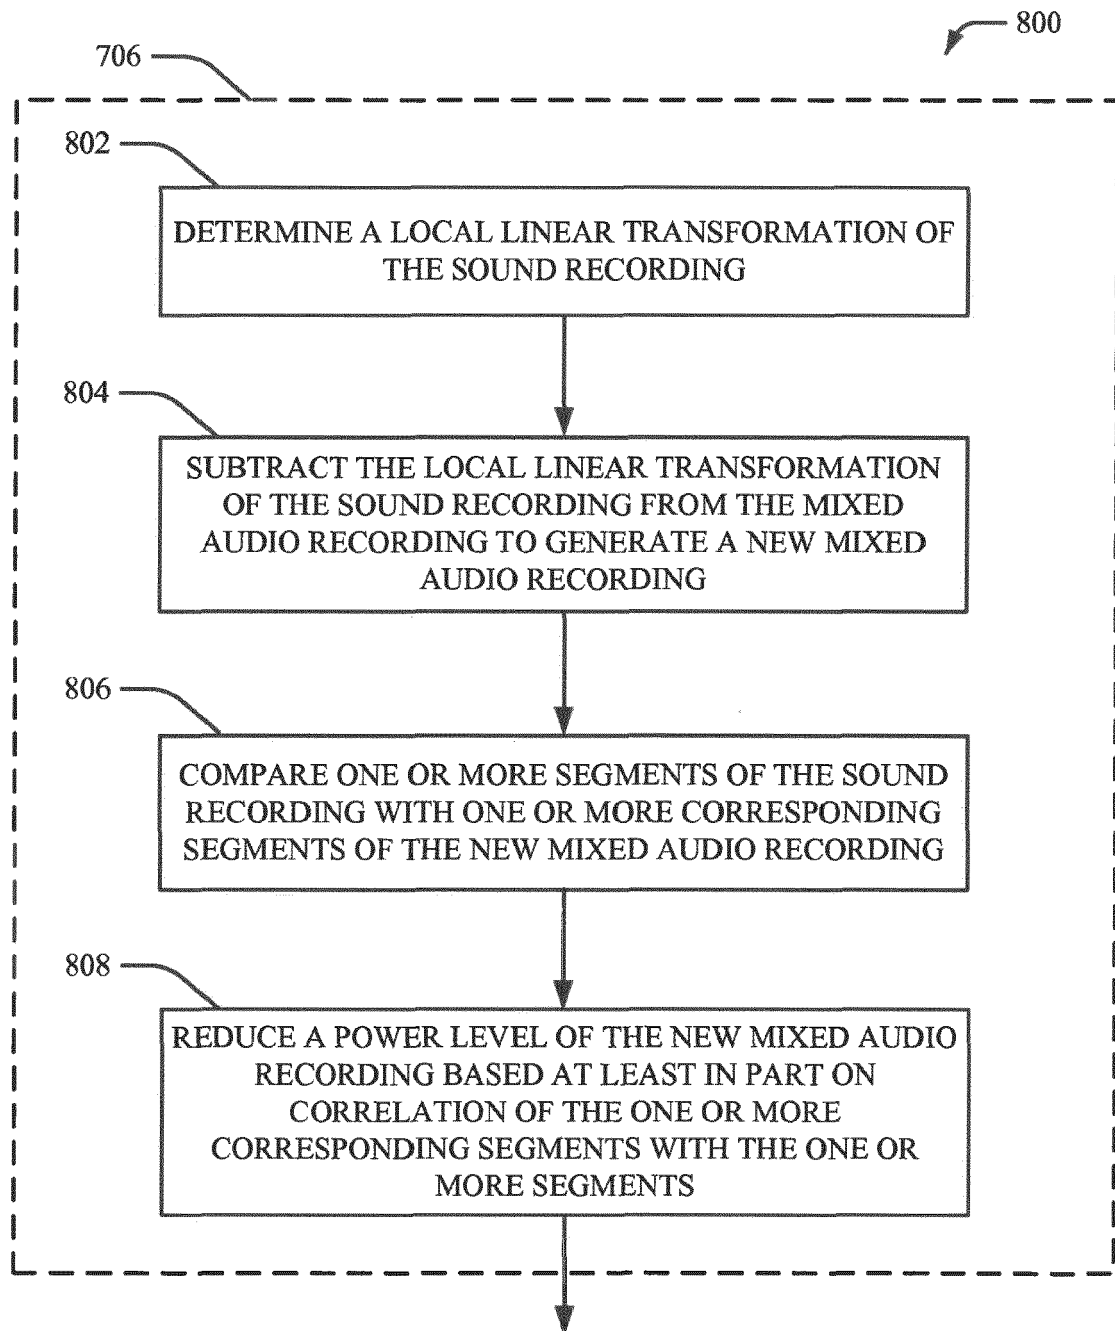 800
706
802
DETERMINE A LOCAL LINEAR TRANSFORMATION OF
THE SOUND RECORDING
804
SUBTRACT THE LOCAL LINEAR TRANSFORMATION
OF THE SOUND RECORDING FROM THE MIXED
AUDIO RECORDING TO GENERATE A NEW MIXED
AUDIO RECORDING
806
COMPARE ONE OR MORE SEGMENTS OF THE SOUND
RECORDING WITH ONE OR MORE CORRESPONDING
SEGMENTS OF THE NEW MIXED AUDIO RECORDING
808
REDUCE A POWER LEVEL OF THE NEW MIXED AUDIO
RECORDING BASED AT LEAST IN PART ON
CORRELATION OF THE ONE OR MORE
CORRESPONDING SEGMENTS WITH THE ONE OR
MORE SEGMENTS